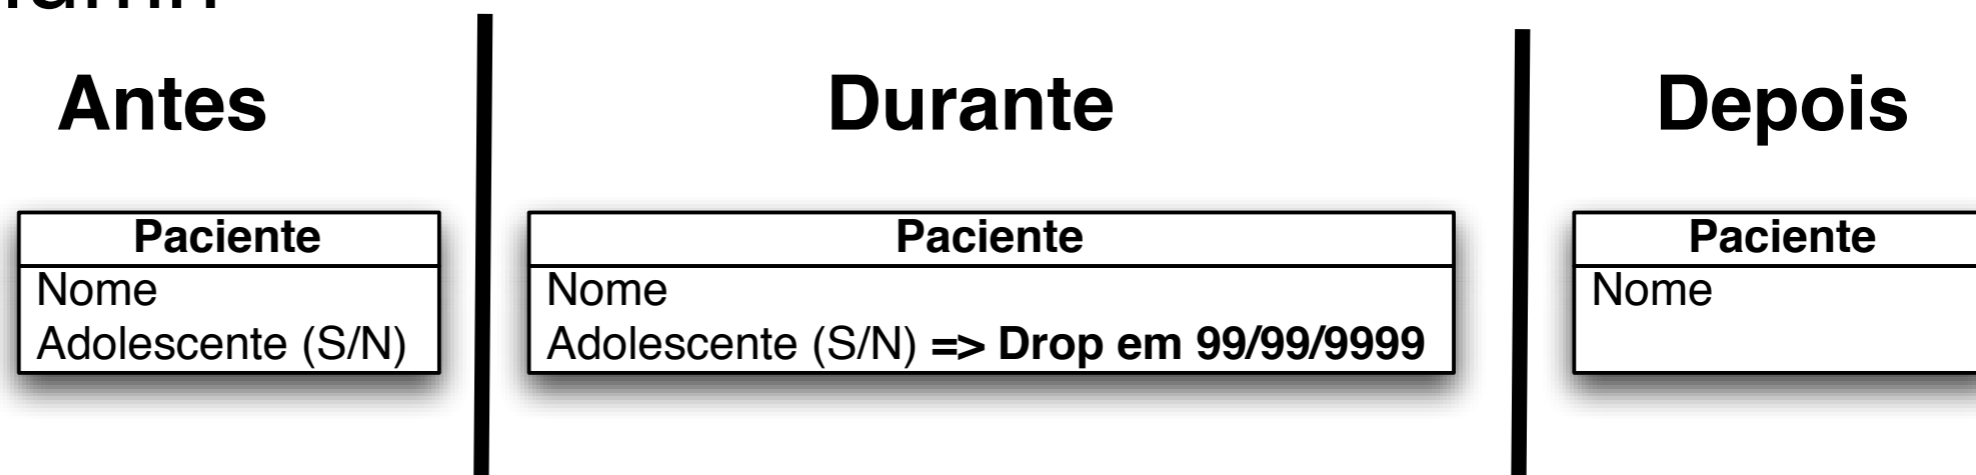 Antes
Durante
Depois
Paciente
Nome
Adolescente (S/N)
Paciente
Nome
Adolescente (S/N) => Drop em 99/99/9999
Paciente
Nome